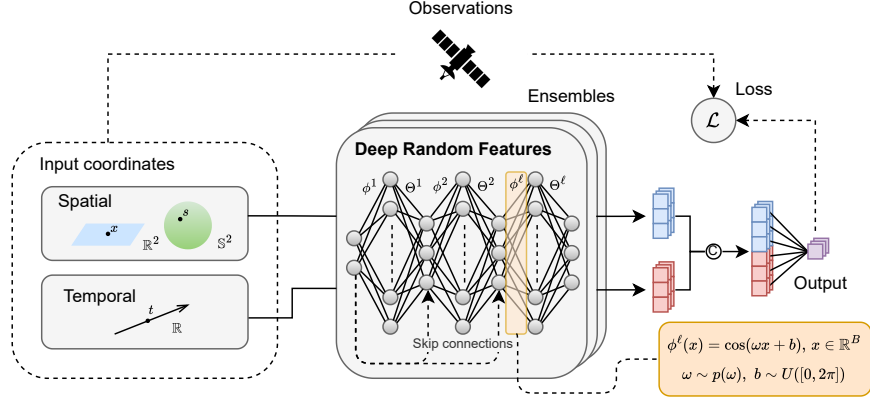 Observations
Ensembles
Loss
ℒ
Deep Random Features
Input coordinates
ϕ¹ Θ¹ ϕ² Θ² ϕ^ℓ Θ^ℓ
Spatial
x
s
ℝ²
𝕊²
C
Temporal
t
ℝ
Output
Skip connections
ϕ^ℓ(x) = cos(ωx + b), x ∈ ℝ^B
ω ∼ p(ω), b ∼ U([0, 2π])